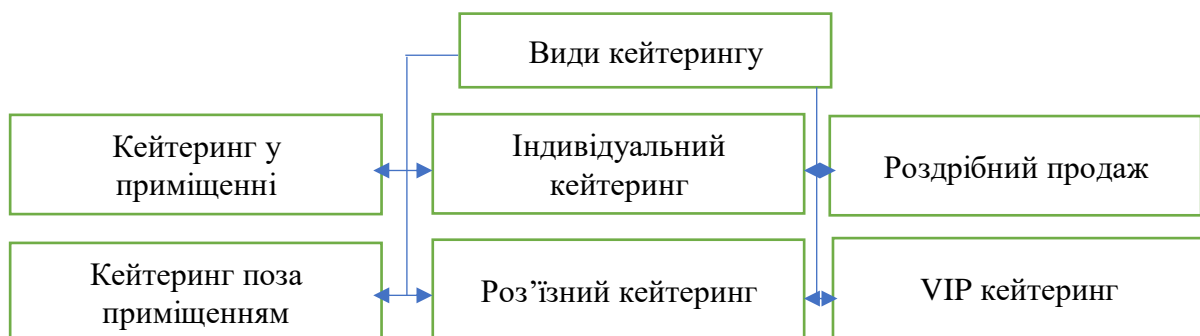 Види кейтерингу
Кейтеринг у
приміщенні
Індивідуальний
кейтеринг
Роздрібний продаж
Кейтеринг поза
приміщенням
Роз’їзний кейтеринг
VIP кейтеринг